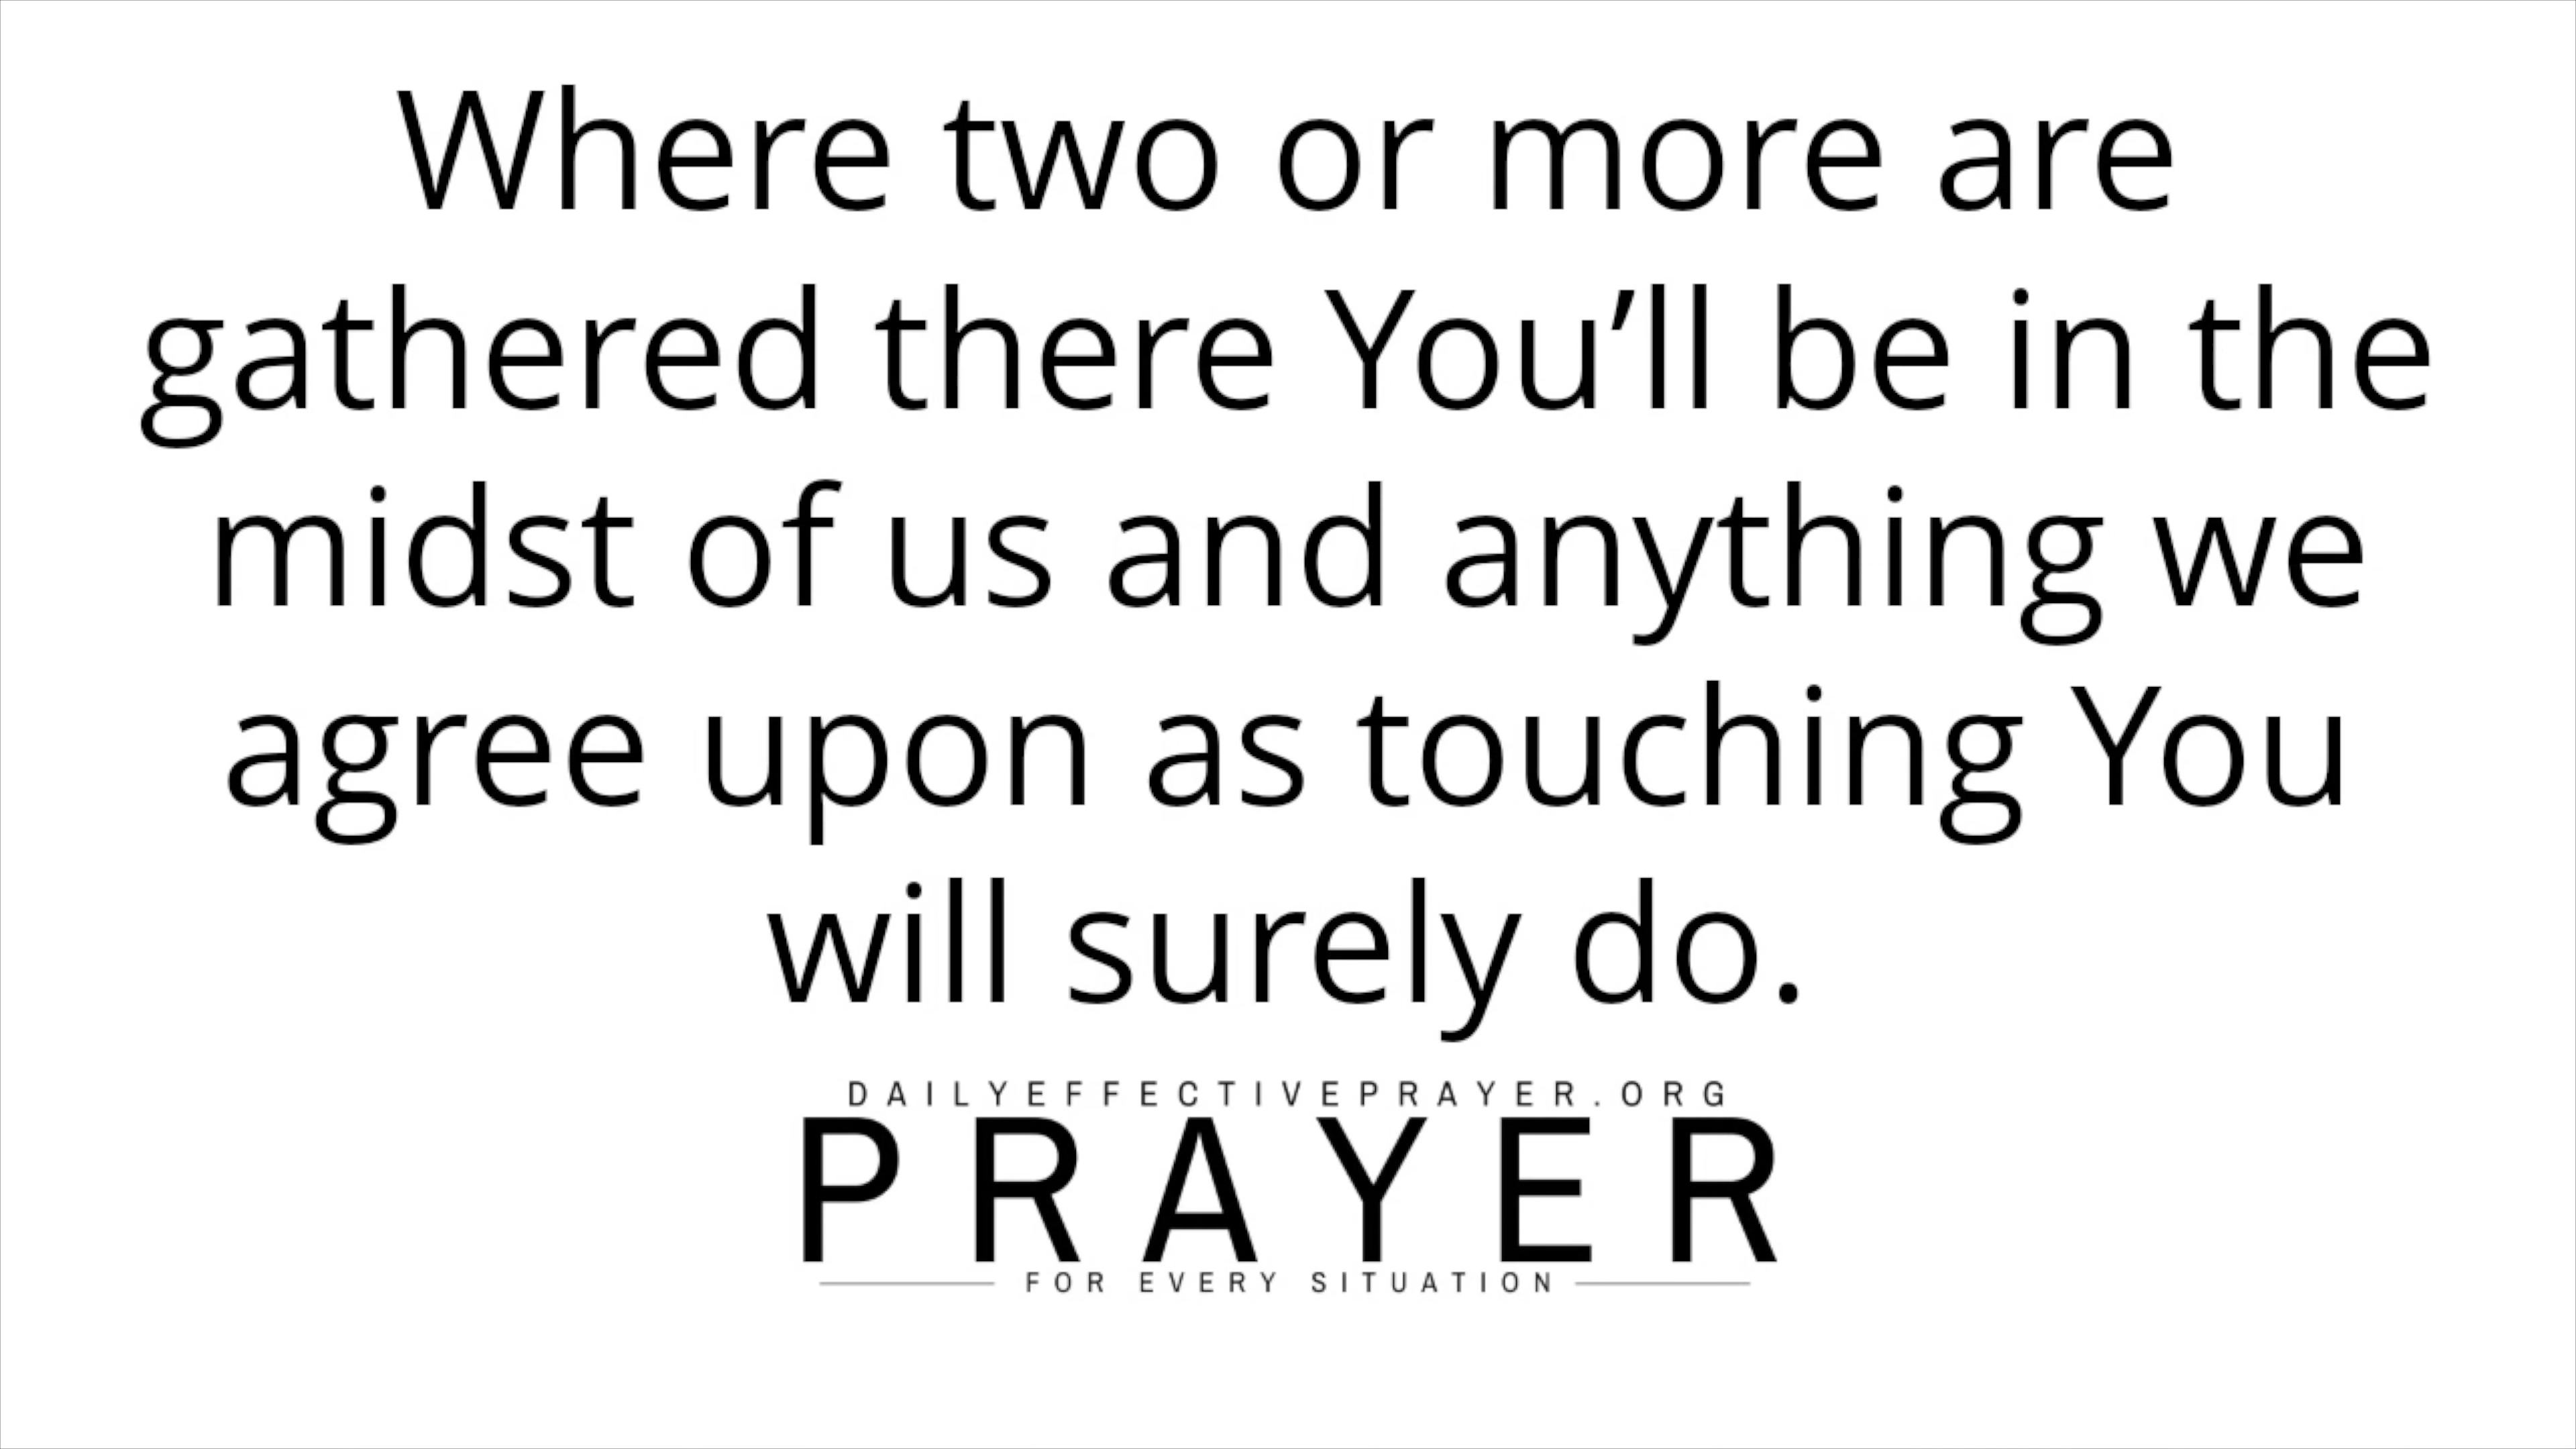 Where two or more are
gathered there You’ll be in the
midst of us and anything we
agree upon as touching You
will surely do.
DAILYEFFECTIVEPRAYER.ORG
PRAYER
FOR EVERY SITUATION